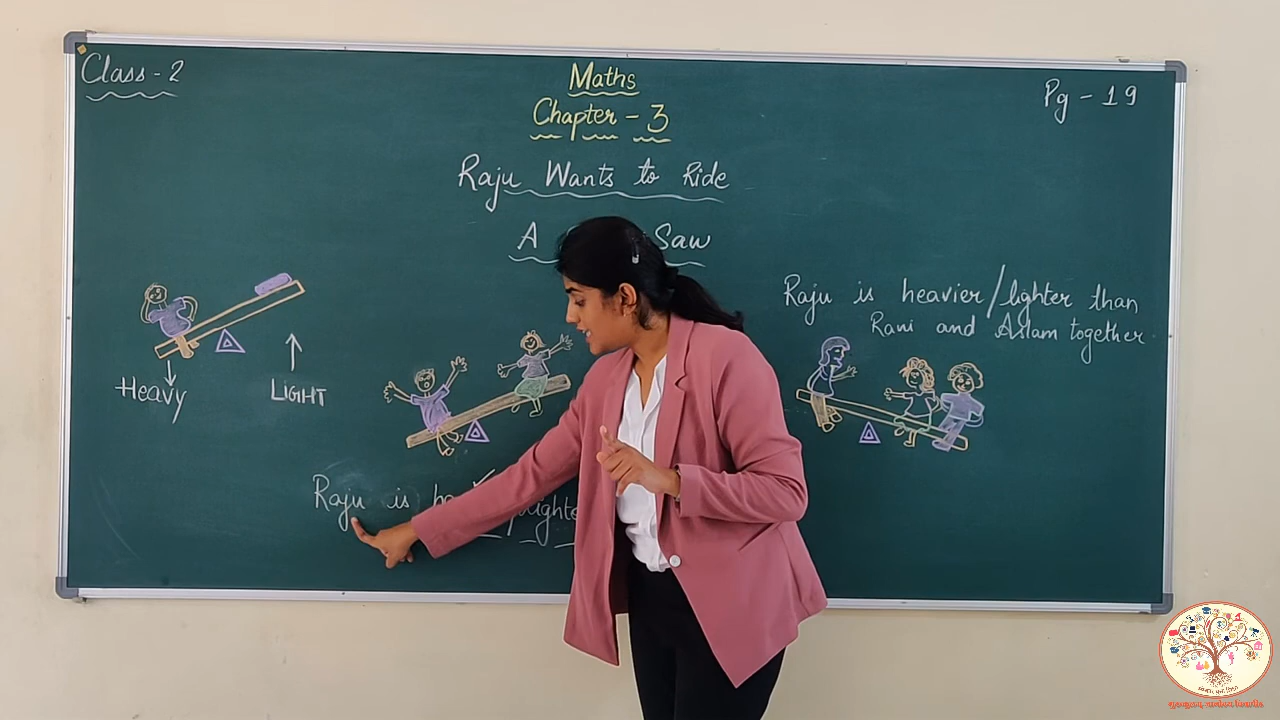 Class-2
Maths
Pg - 19
Chapter - 3
Raju Wants to Ride
A Saw
Raju is heavier/lighter than
Rani and Aslam together
Heavy
LIGHT
Raju is